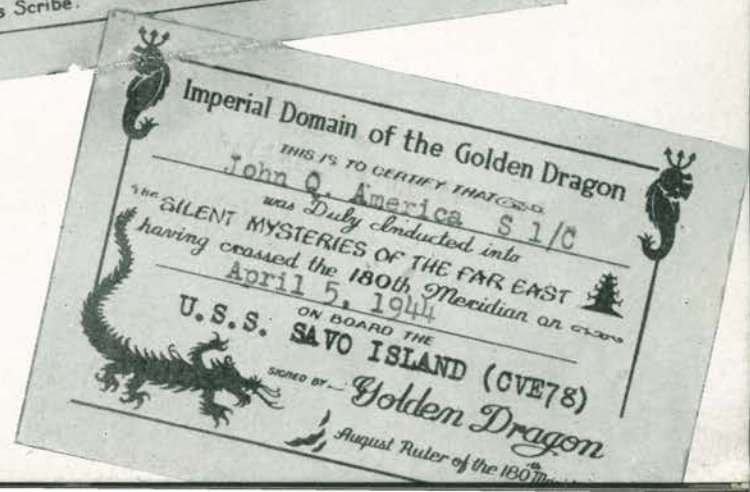 s Scribe.
Imperial Domain of the Golden Dragon
THIS IS TO CERTIFY THAT
John Q. America S 1/C
was Duly Inducted into
THE SILENT MYSTERIES OF THE FAR EAST
having crossed the 180th Meridian on
April 5, 1944
ON BOARD THE
U.S.S. SAVO ISLAND (CVE78)
SIGNED BY Golden Dragon
August Ruler of the 180th